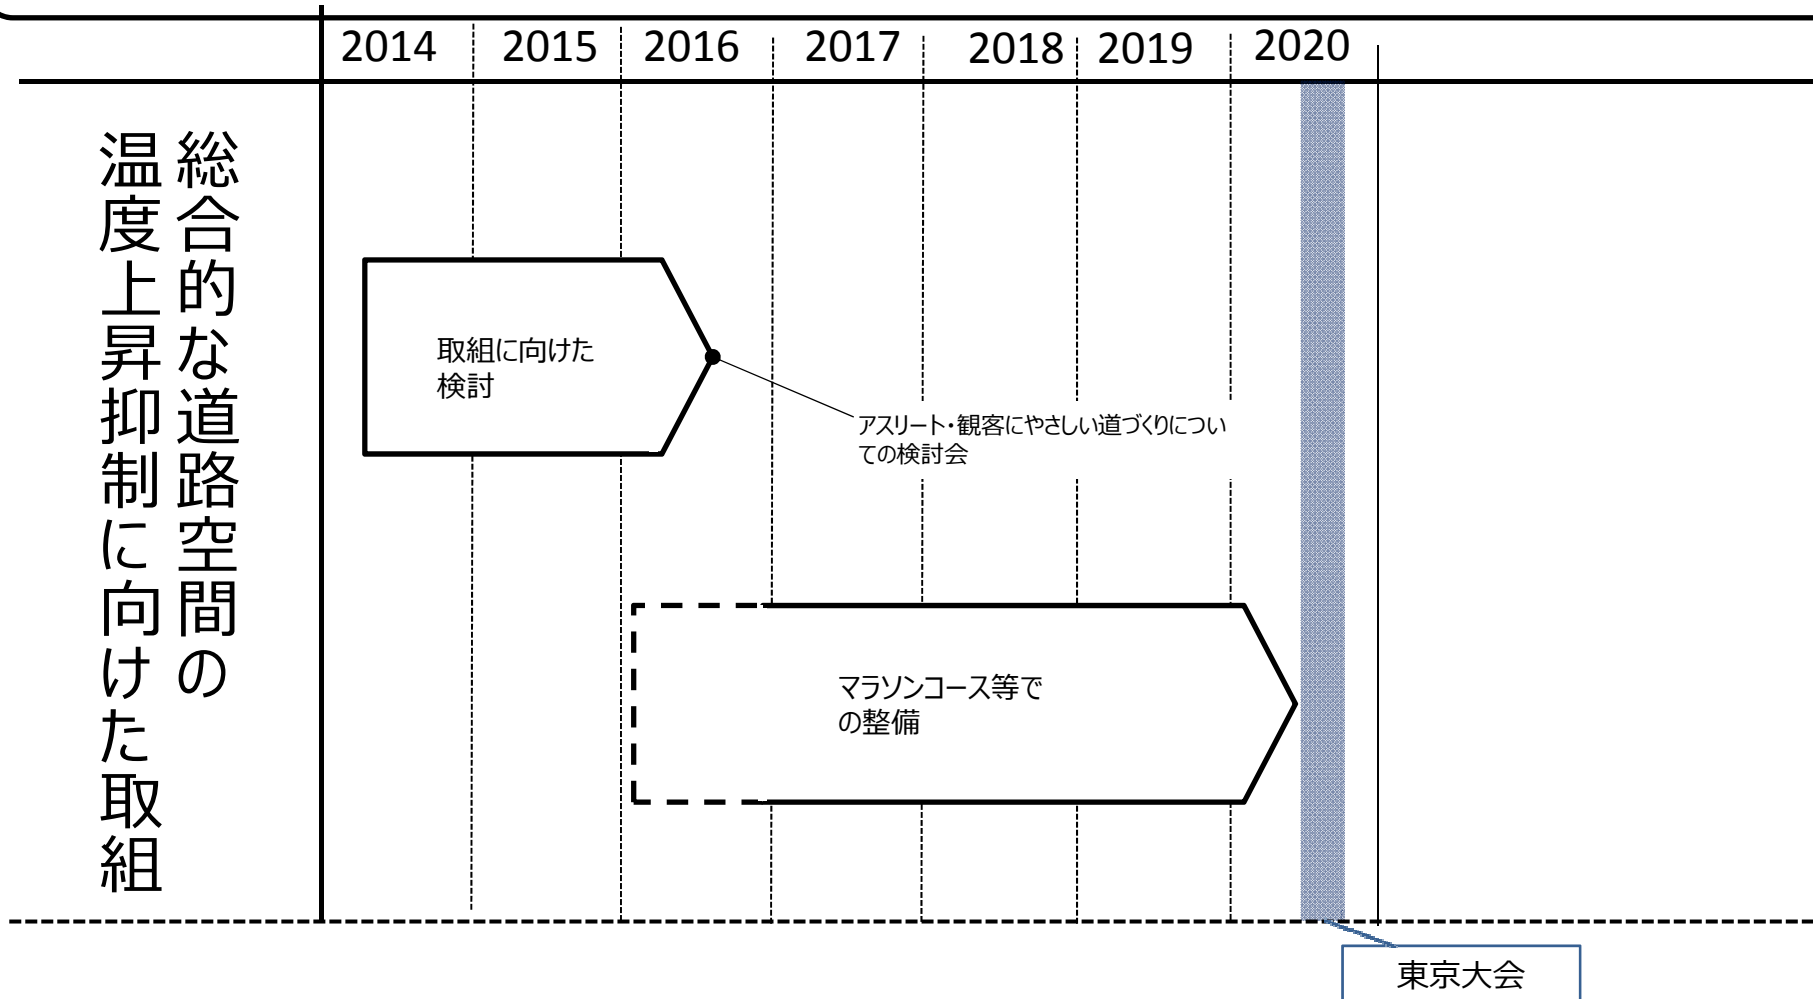 2014 2015 2016 2017 2018 2019 2020
総合的な道路空間の
温度上昇抑制に向けた取組
取組に向けた
検討
アスリート・観客にやさしい道づくりについ
ての検討会
マラソンコース等で
の整備
東京大会